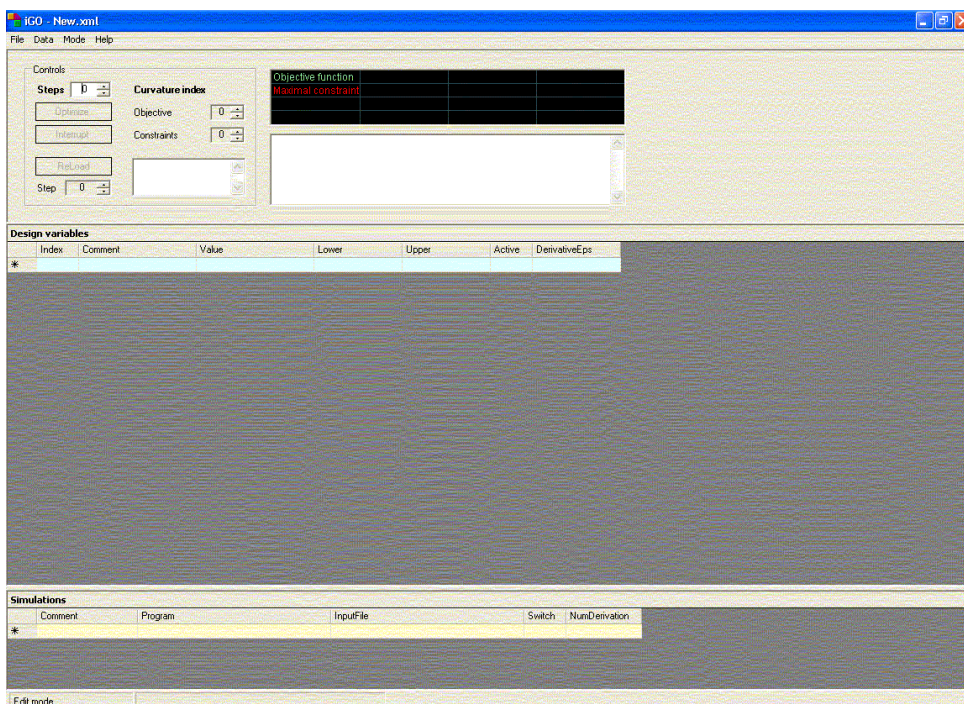 iGO - New.xml
File Data Mode Help
Controls
Steps 0 Curvature index
Optimize Objective 0
Interrupt Constraints 0
ReLoad
Step 0
Objective function
Maximal constraint
Design variables
Index Comment Value Lower Upper Active DerivativeEps
*
Simulations
Comment Program InputFile Switch NumDerivation
*
Edit mode